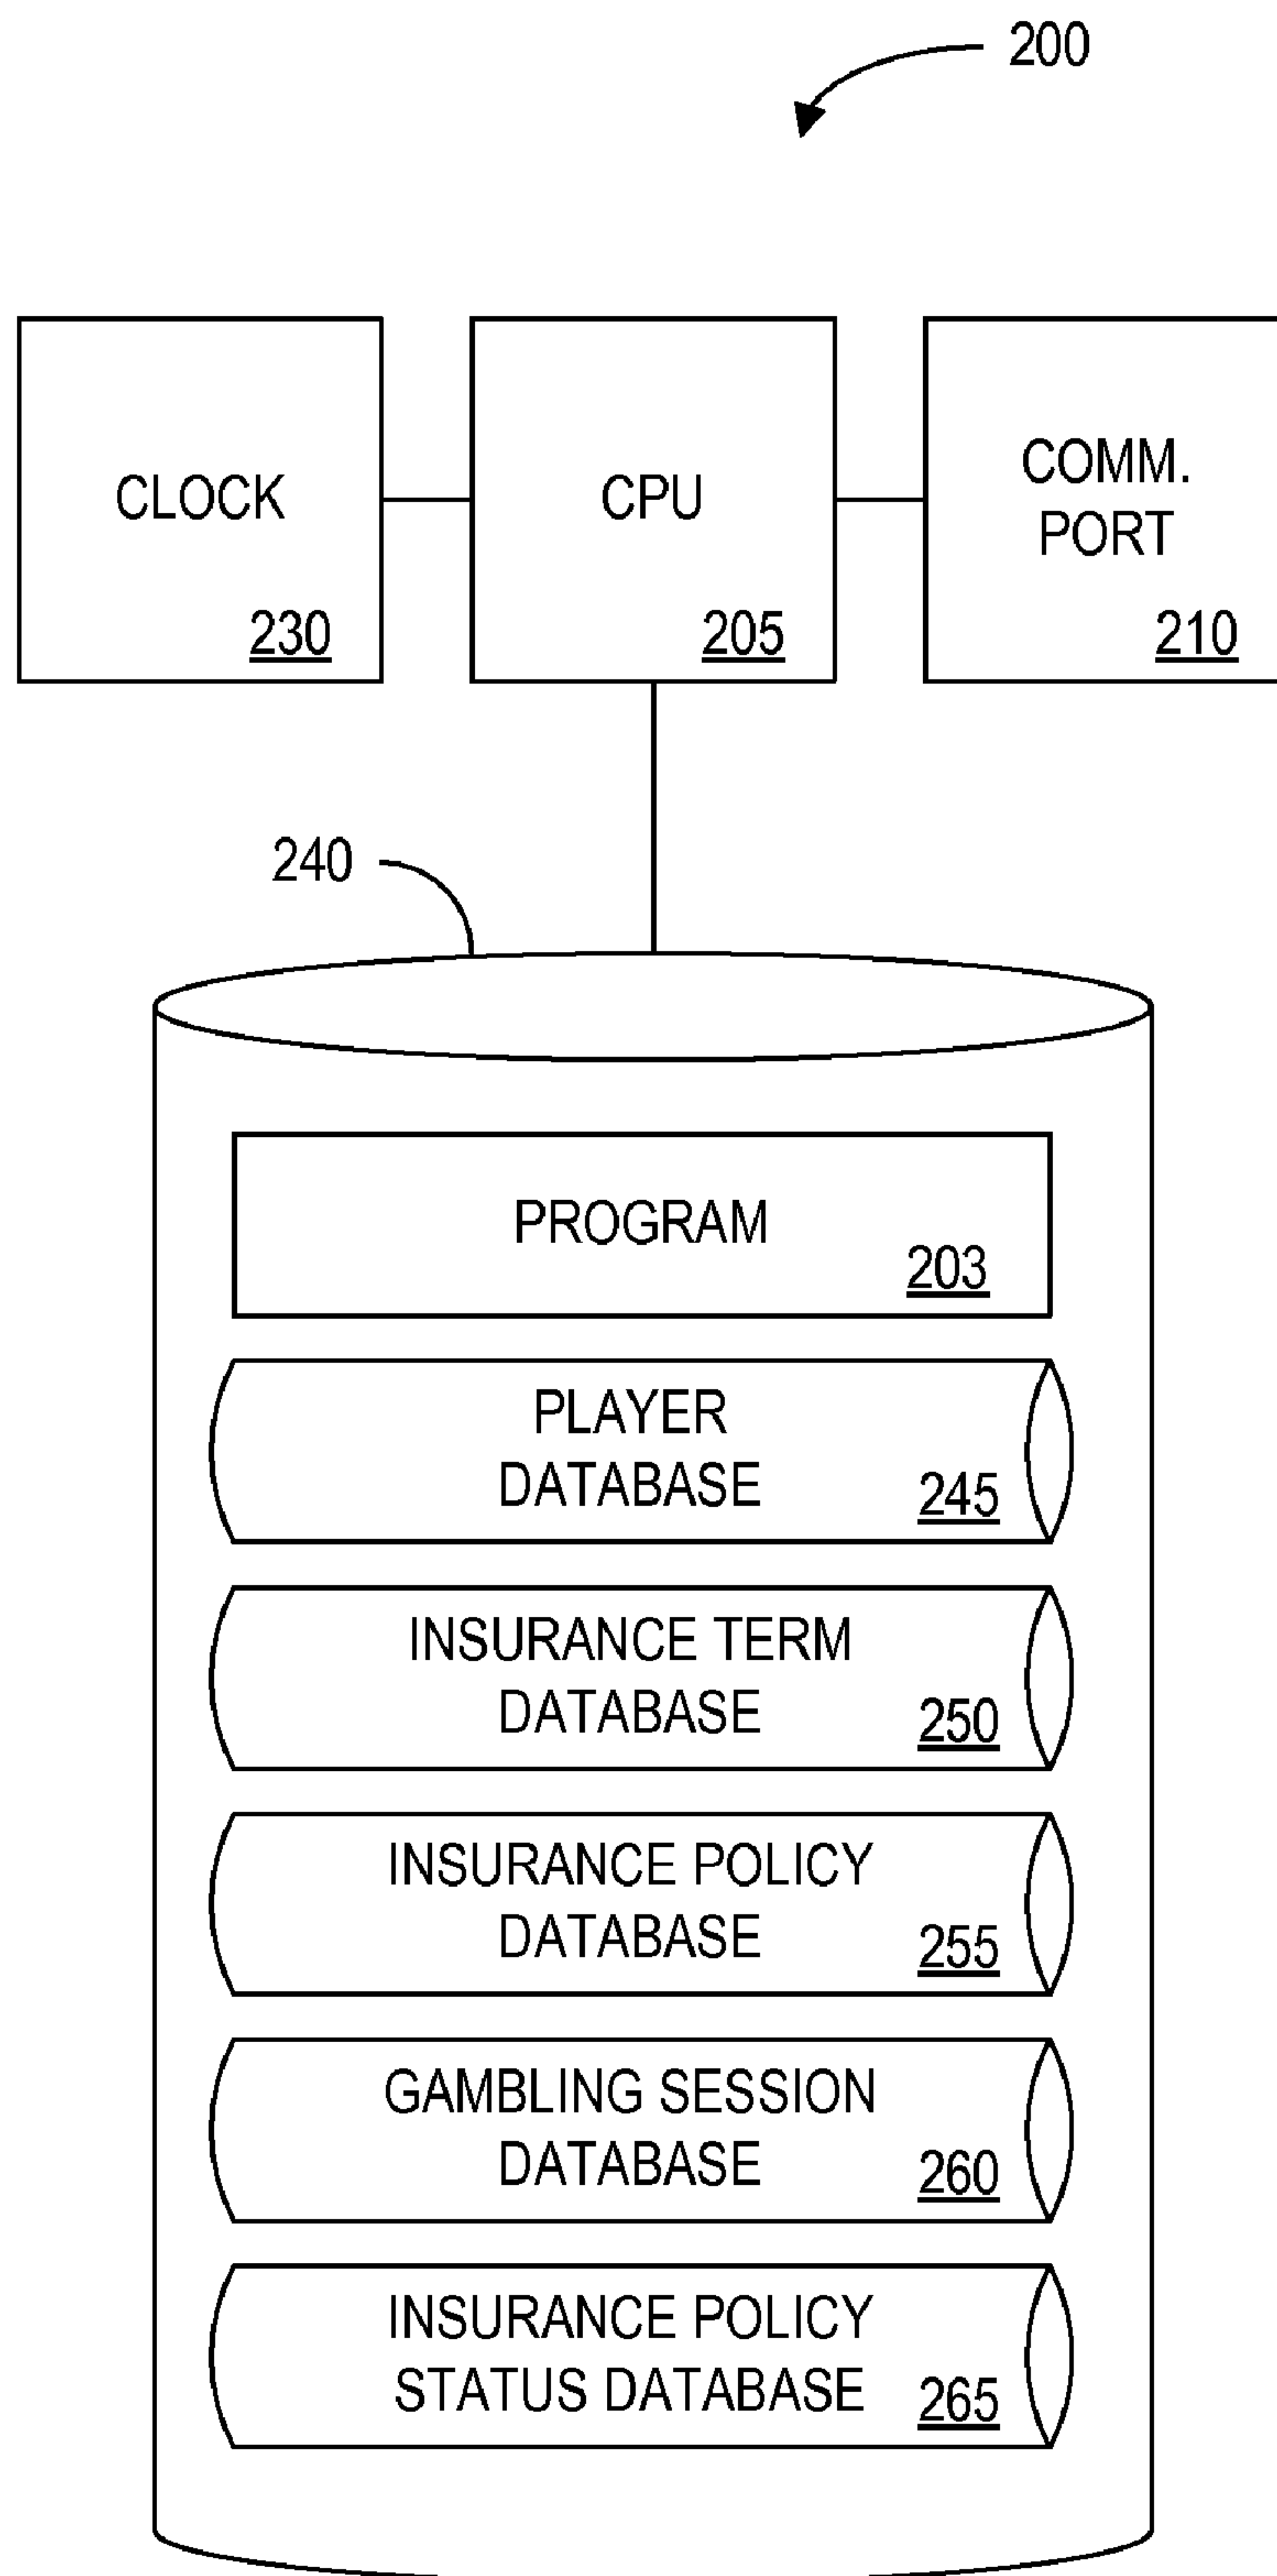 200
CLOCK
230
CPU
205
COMM.
PORT
210
240
PROGRAM
203
PLAYER
DATABASE
245
INSURANCE TERM
DATABASE
250
INSURANCE POLICY
DATABASE
255
GAMBLING SESSION
DATABASE
260
INSURANCE POLICY
STATUS DATABASE
265